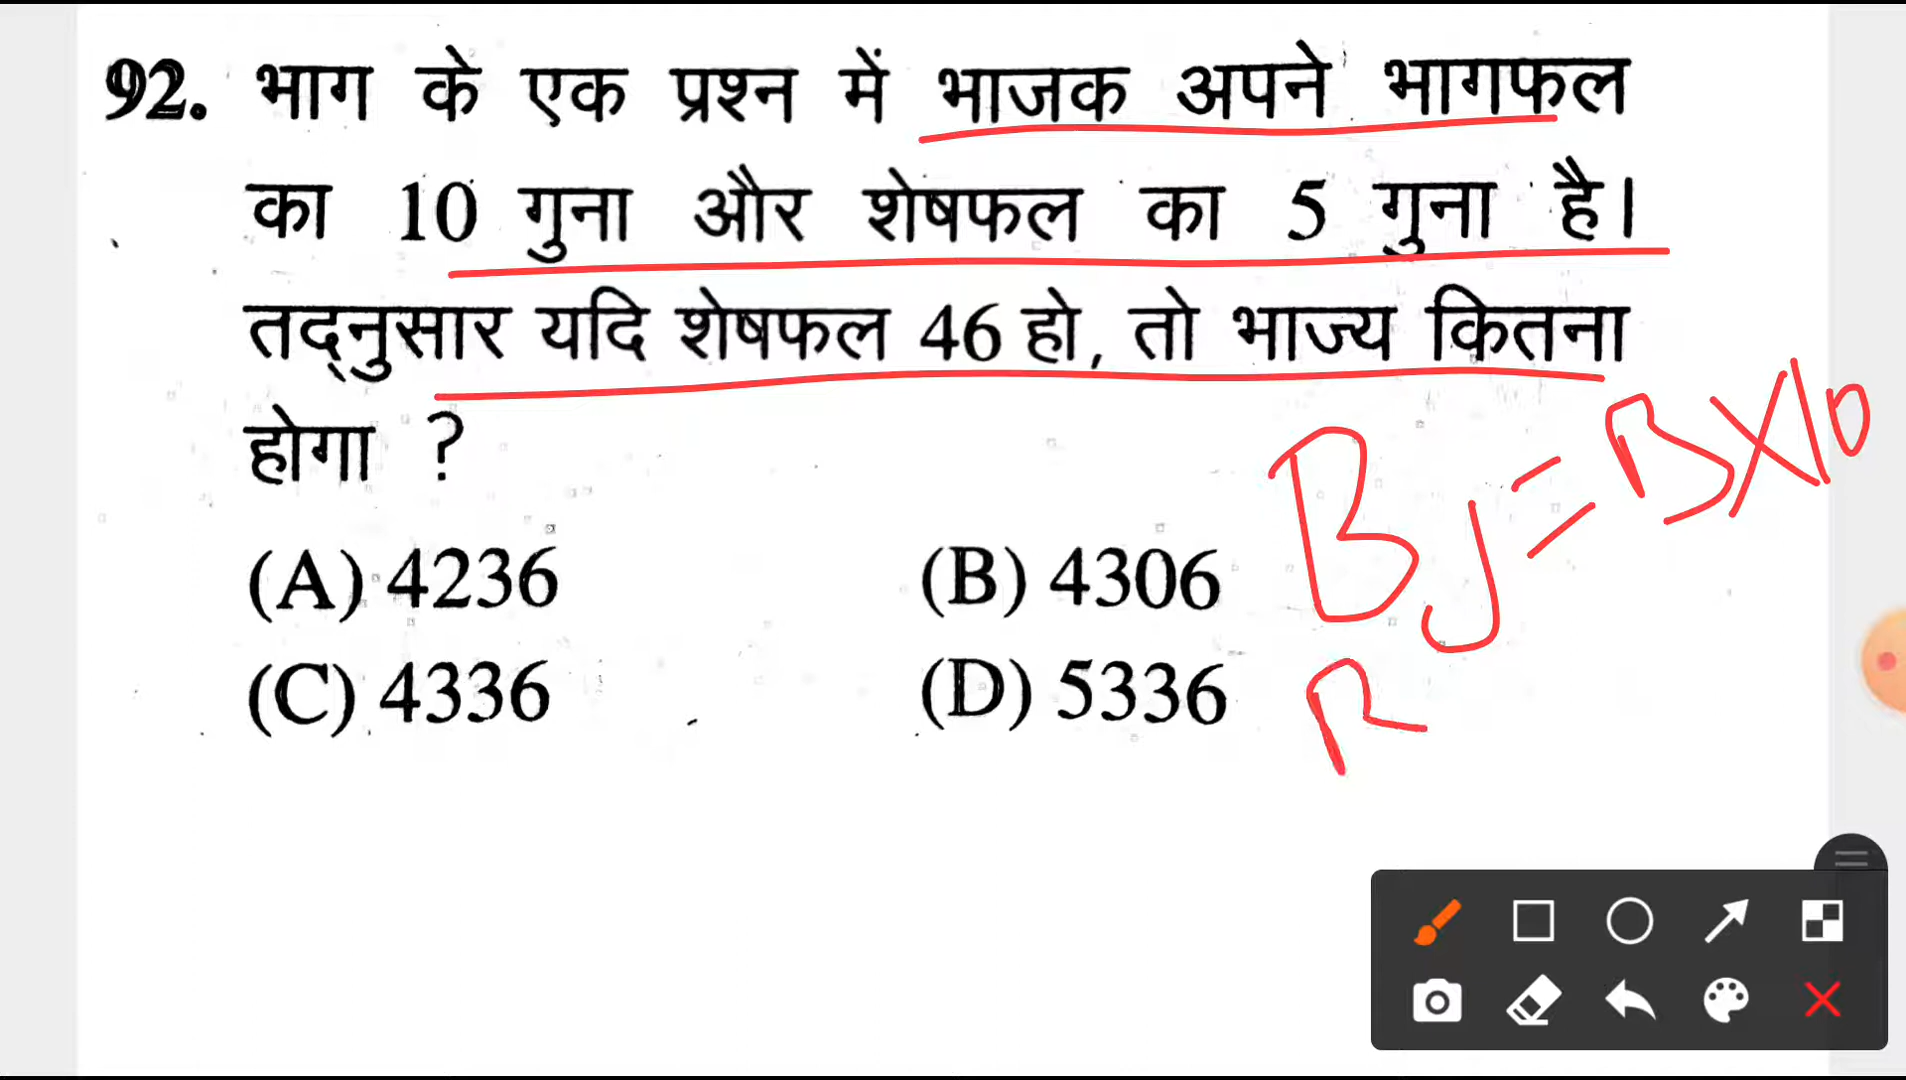 92. भाग के एक प्रश्न में भाजक अपने भागफल
का 10 गुना और शेषफल का 5 गुना है।
तद्नुसार यदि शेषफल 46 हो, तो भाज्य कितना
होगा ?
(A) 4236 (B) 4306
(C) 4336 (D) 5336
BJ = B×10
R